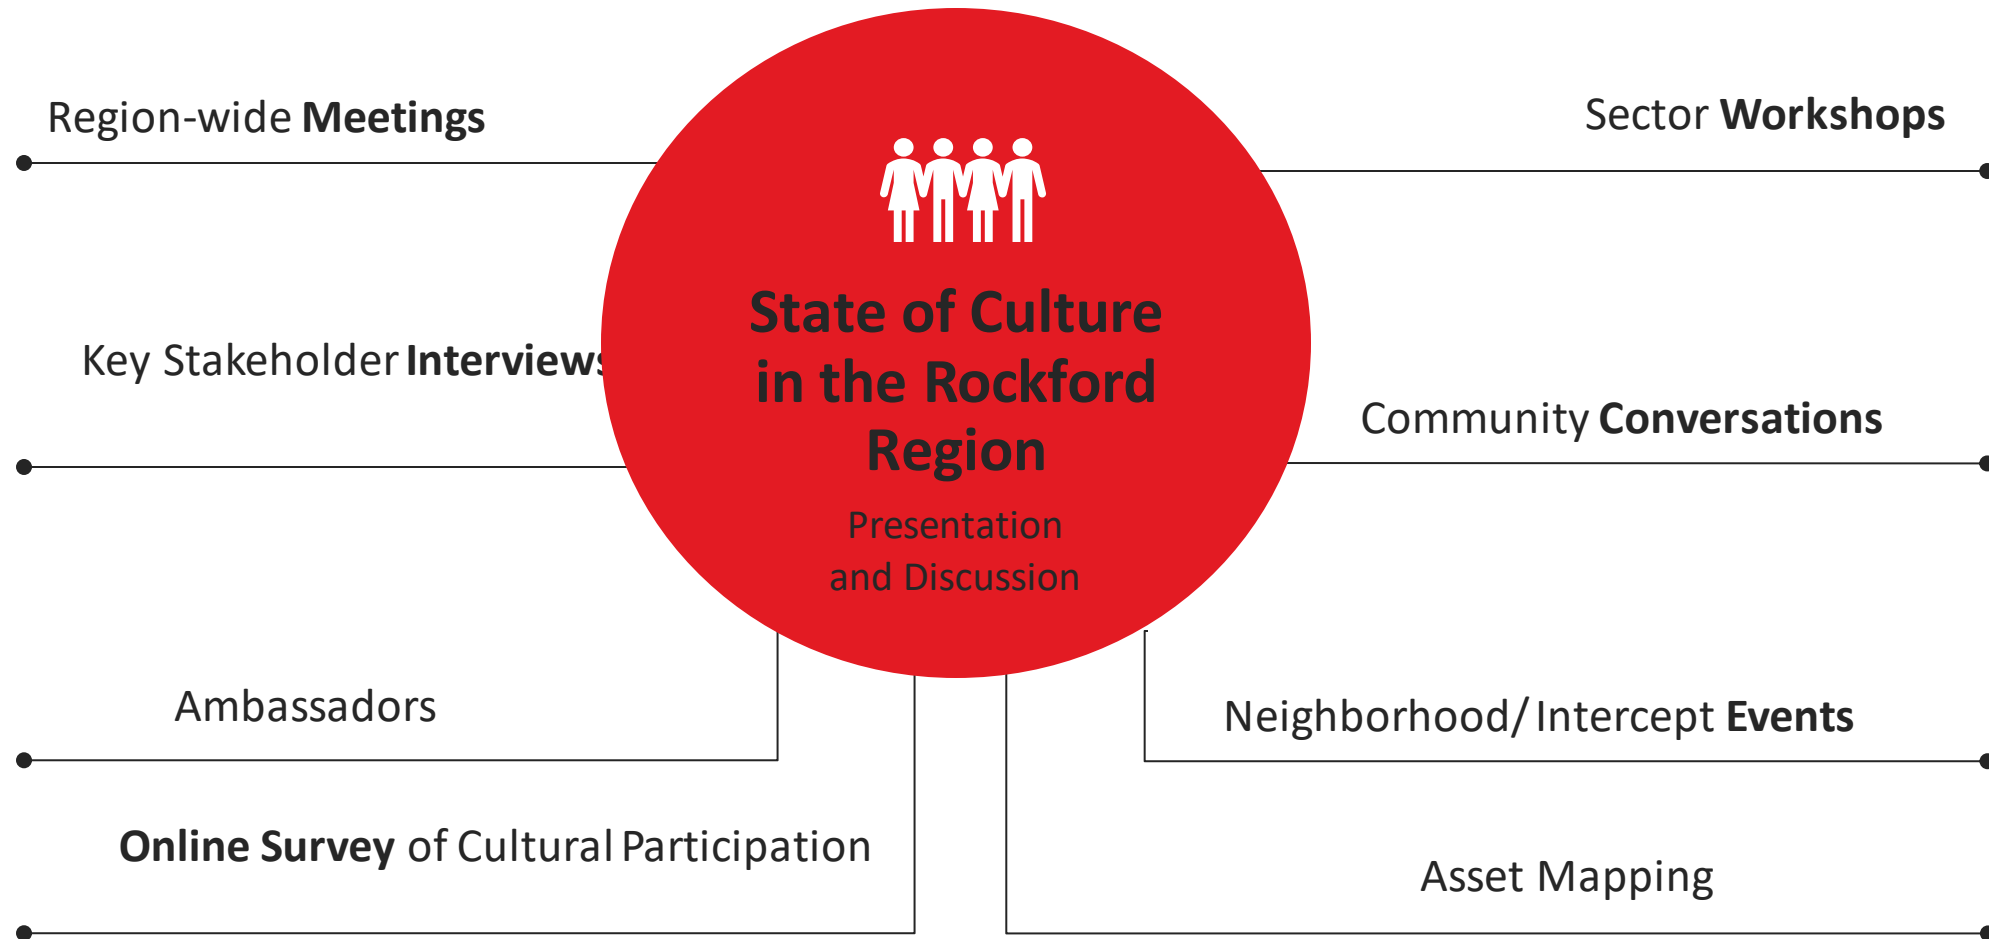 Region-wide Meetings
Sector Workshops
Key Stakeholder Interviews
State of Culture
in the Rockford
Region
Presentation
and Discussion
Community Conversations
Ambassadors
Neighborhood/Intercept Events
Online Survey of Cultural Participation
Asset Mapping